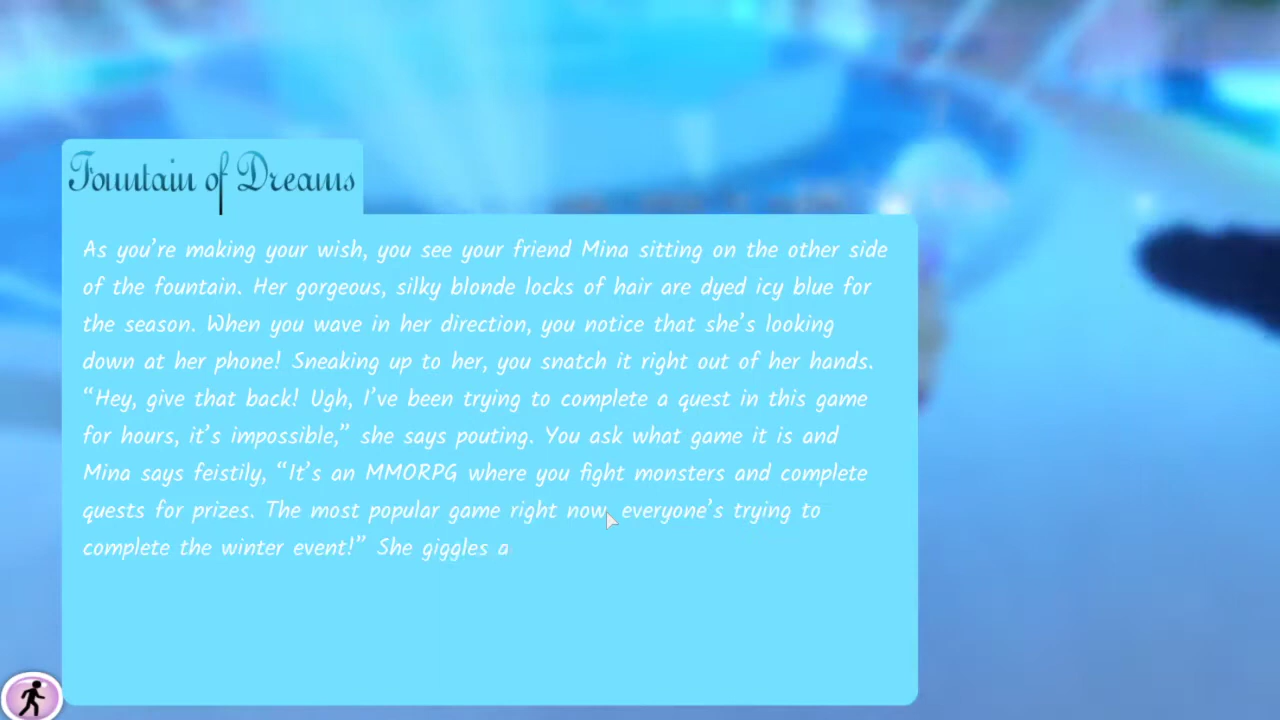 Fountain of Dreams
As you're making your wish, you see your friend Mina sitting on the other side
of the fountain. Her gorgeous, silky blonde locks of hair are dyed icy blue for
the season. When you wave in her direction, you notice that she's looking
down at her phone! Sneaking up to her, you snatch it right out of her hands.
“Hey, give that back! Ugh, I've been trying to complete a quest in this game
for hours, it's impossible,” she says pouting. You ask what game it is and
Mina says feistily, “It's an MMORPG where you fight monsters and complete
quests for prizes. The most popular game right now, everyone's trying to
complete the winter event!” She giggles a